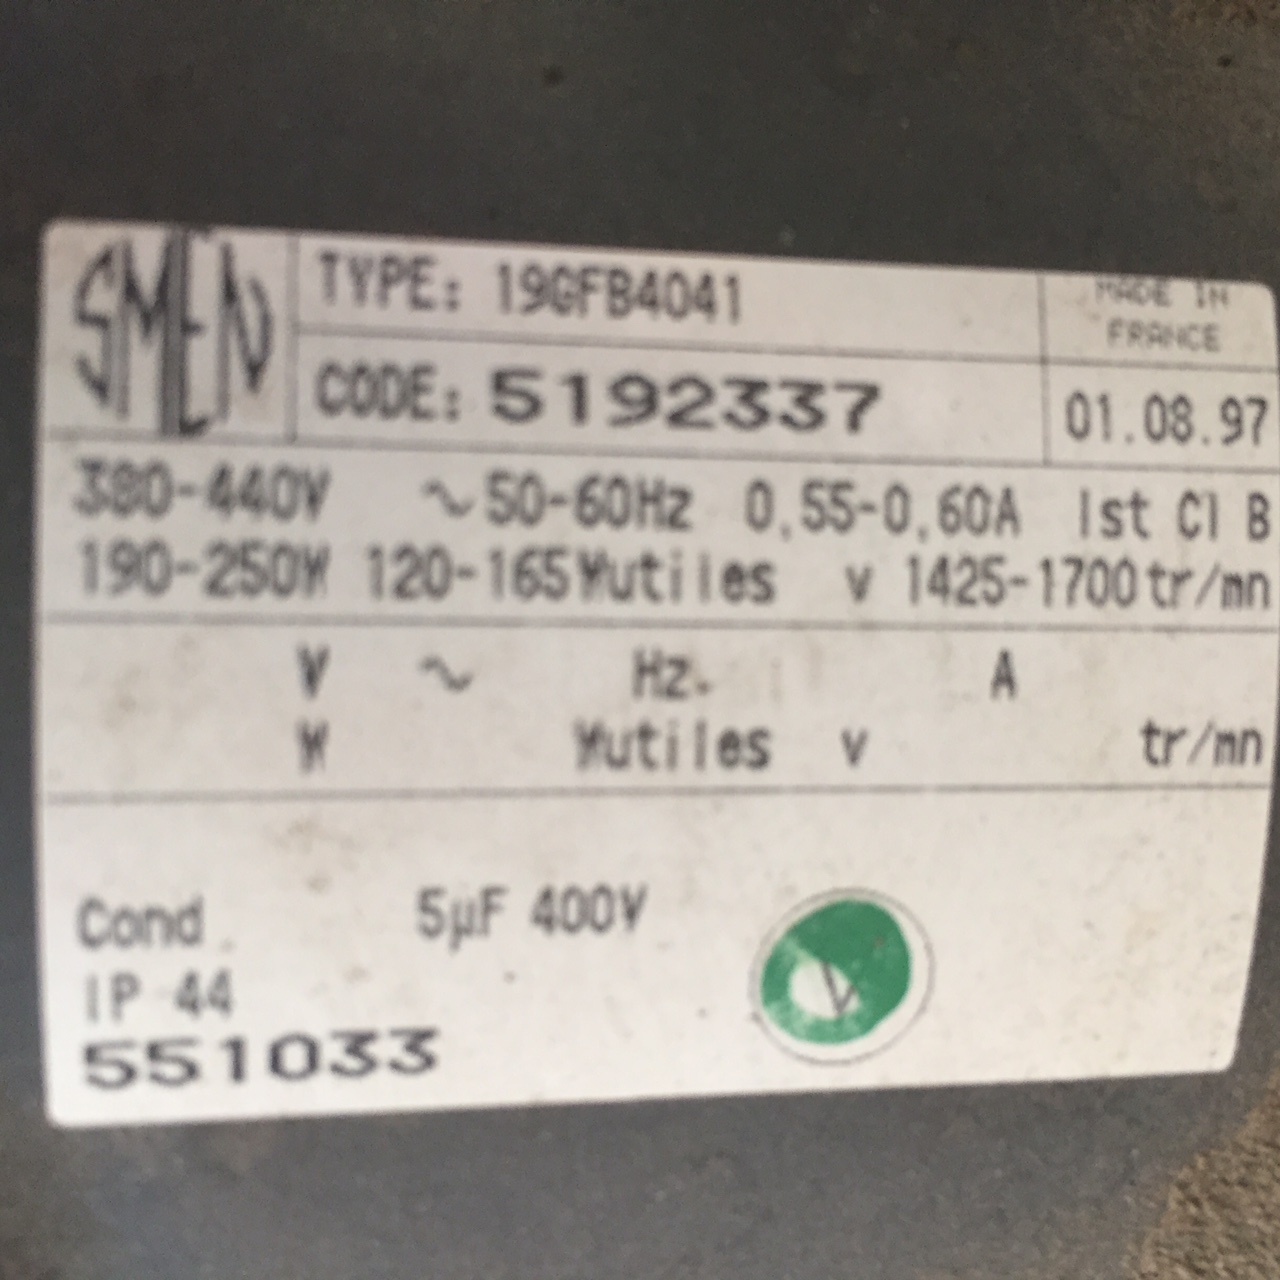 SMEN
TYPE: 19GFB4041
MADE IN
FRANCE
CODE: 5192337
01.08.97
380-440V ~ 50-60Hz 0,55-0,60A Ist Cl B
190-250W 120-165Wutiles v 1425-1700tr/mn
V ~ Hz. A
W Wutiles v tr/mn
Cond. 5µF 400V
IP 44
551033
V